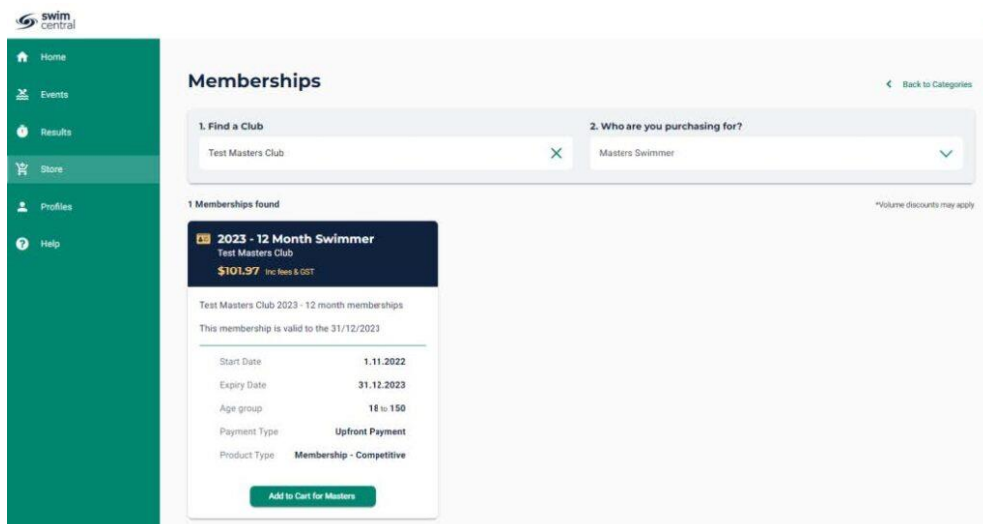 swim
central
Home
Events
Results
Store
Profiles
Help
Memberships
Back to Categories
1. Find a Club
Test Masters Club
2. Who are you purchasing for?
Masters Swimmer
1 Memberships found
*Volume discounts may apply
2023 - 12 Month Swimmer
Test Masters Club
$101.97 Inc fees & GST
Test Masters Club 2023 - 12 month memberships
This membership is valid to the 31/12/2023
Start Date 1.11.2022
Expiry Date 31.12.2023
Age group 18 to 150
Payment Type Upfront Payment
Product Type Membership - Competitive
Add to Cart for Masters